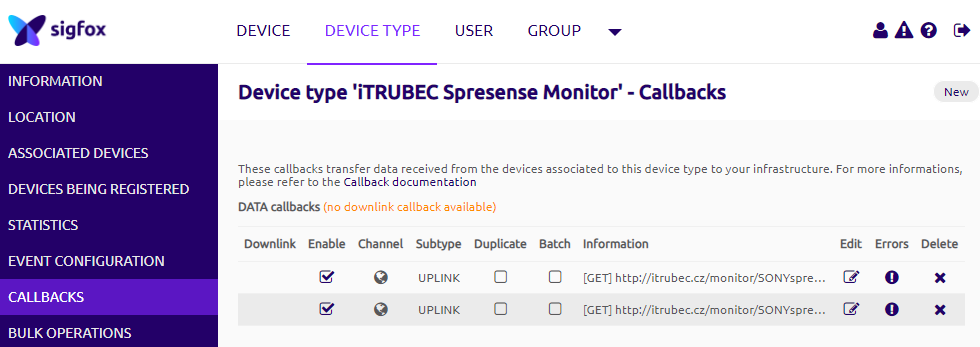 sigfox
DEVICE DEVICE TYPE USER GROUP
INFORMATION
LOCATION
ASSOCIATED DEVICES
DEVICES BEING REGISTERED
STATISTICS
EVENT CONFIGURATION
CALLBACKS
BULK OPERATIONS
Device type 'iTRUBEC Spresense Monitor' - Callbacks
New
These callbacks transfer data received from the devices associated to this device type to your infrastructure. For more informations,
please refer to the Callback documentation
DATA callbacks (no downlink callback available)
Downlink Enable Channel Subtype Duplicate Batch Information Edit Errors Delete
UPLINK [GET] http://itrubec.cz/monitor/SONYspre...
UPLINK [GET] http://itrubec.cz/monitor/SONYspre...